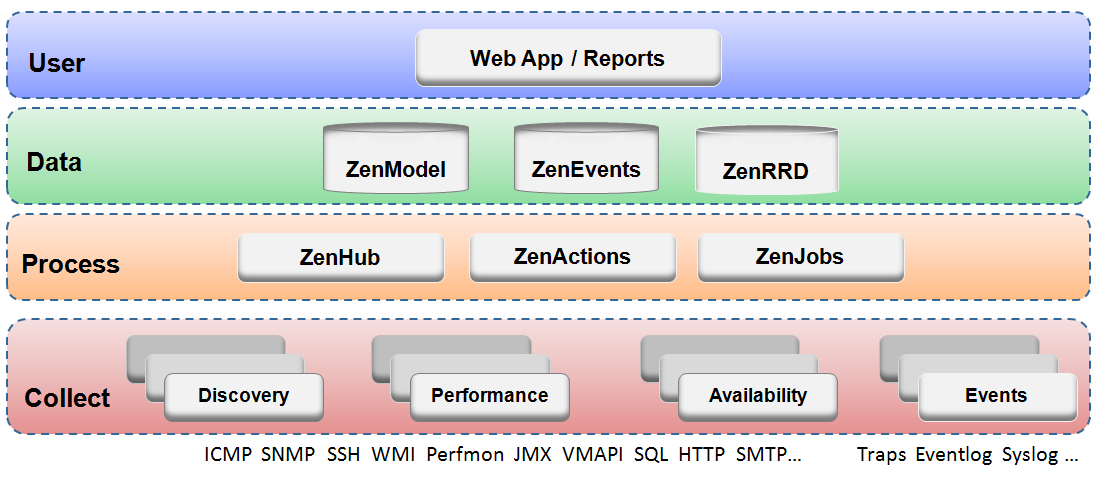 User
Web App / Reports
Data
ZenModel
ZenEvents
ZenRRD
Process
ZenHub
ZenActions
ZenJobs
Collect
Discovery
Performance
Availability
Events
ICMP SNMP SSH WMI Perfmon JMX VMAPI SQL HTTP SMTP...
Traps Eventlog Syslog ...